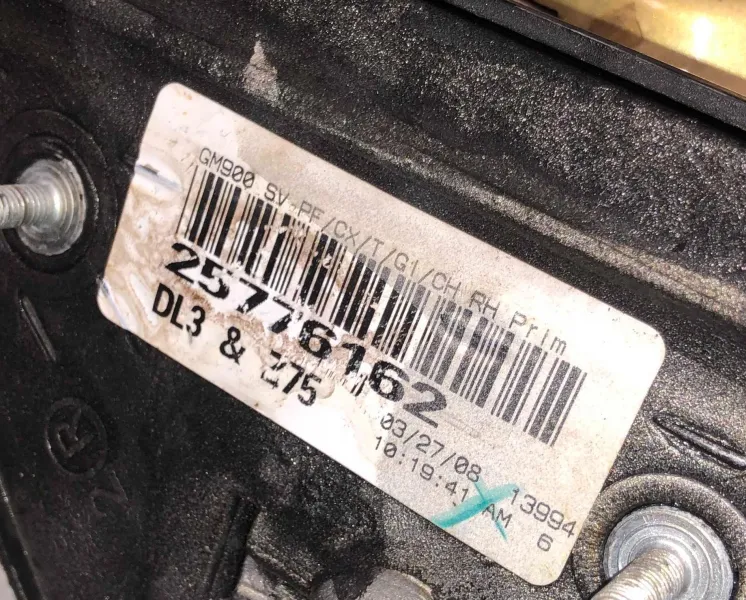 GM900 SV PF/CX/T/G1/CH RH Prim
25776162
DL3 & Z75
03/27/08 13994
10:19:41 AM 6
2 R